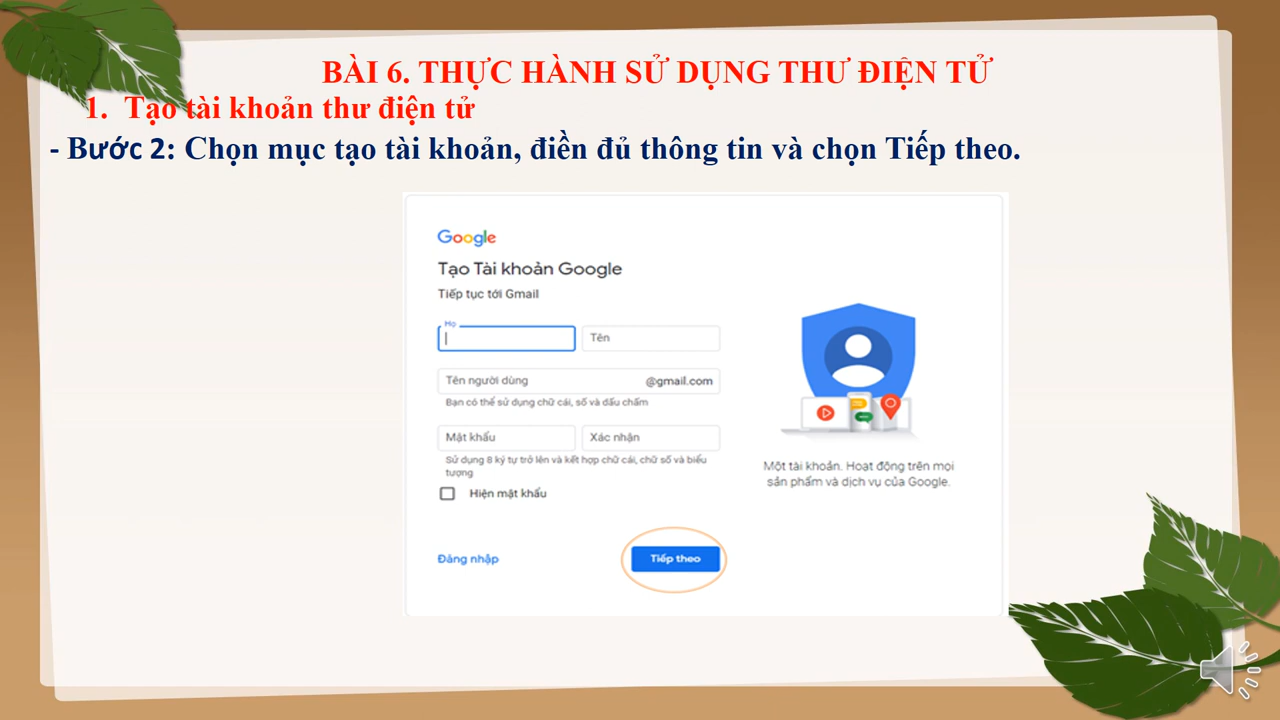 BÀI 6. THỰC HÀNH SỬ DỤNG THƯ ĐIỆN TỬ
1. Tạo tài khoản thư điện tử
- Bước 2: Chọn mục tạo tài khoản, điền đủ thông tin và chọn Tiếp theo.
Google
Tạo Tài khoản Google
Tiếp tục tới Gmail
Họ
Tên
Tên người dùng @gmail.com
Bạn có thể sử dụng chữ cái, số và dấu chấm
Mật khẩu Xác nhận
Sử dụng 8 ký tự trở lên và kết hợp chữ cái, chữ số và biểu
tượng
Hiện mật khẩu
Đăng nhập Tiếp theo
Một tài khoản. Hoạt động trên mọi
sản phẩm và dịch vụ của Google.